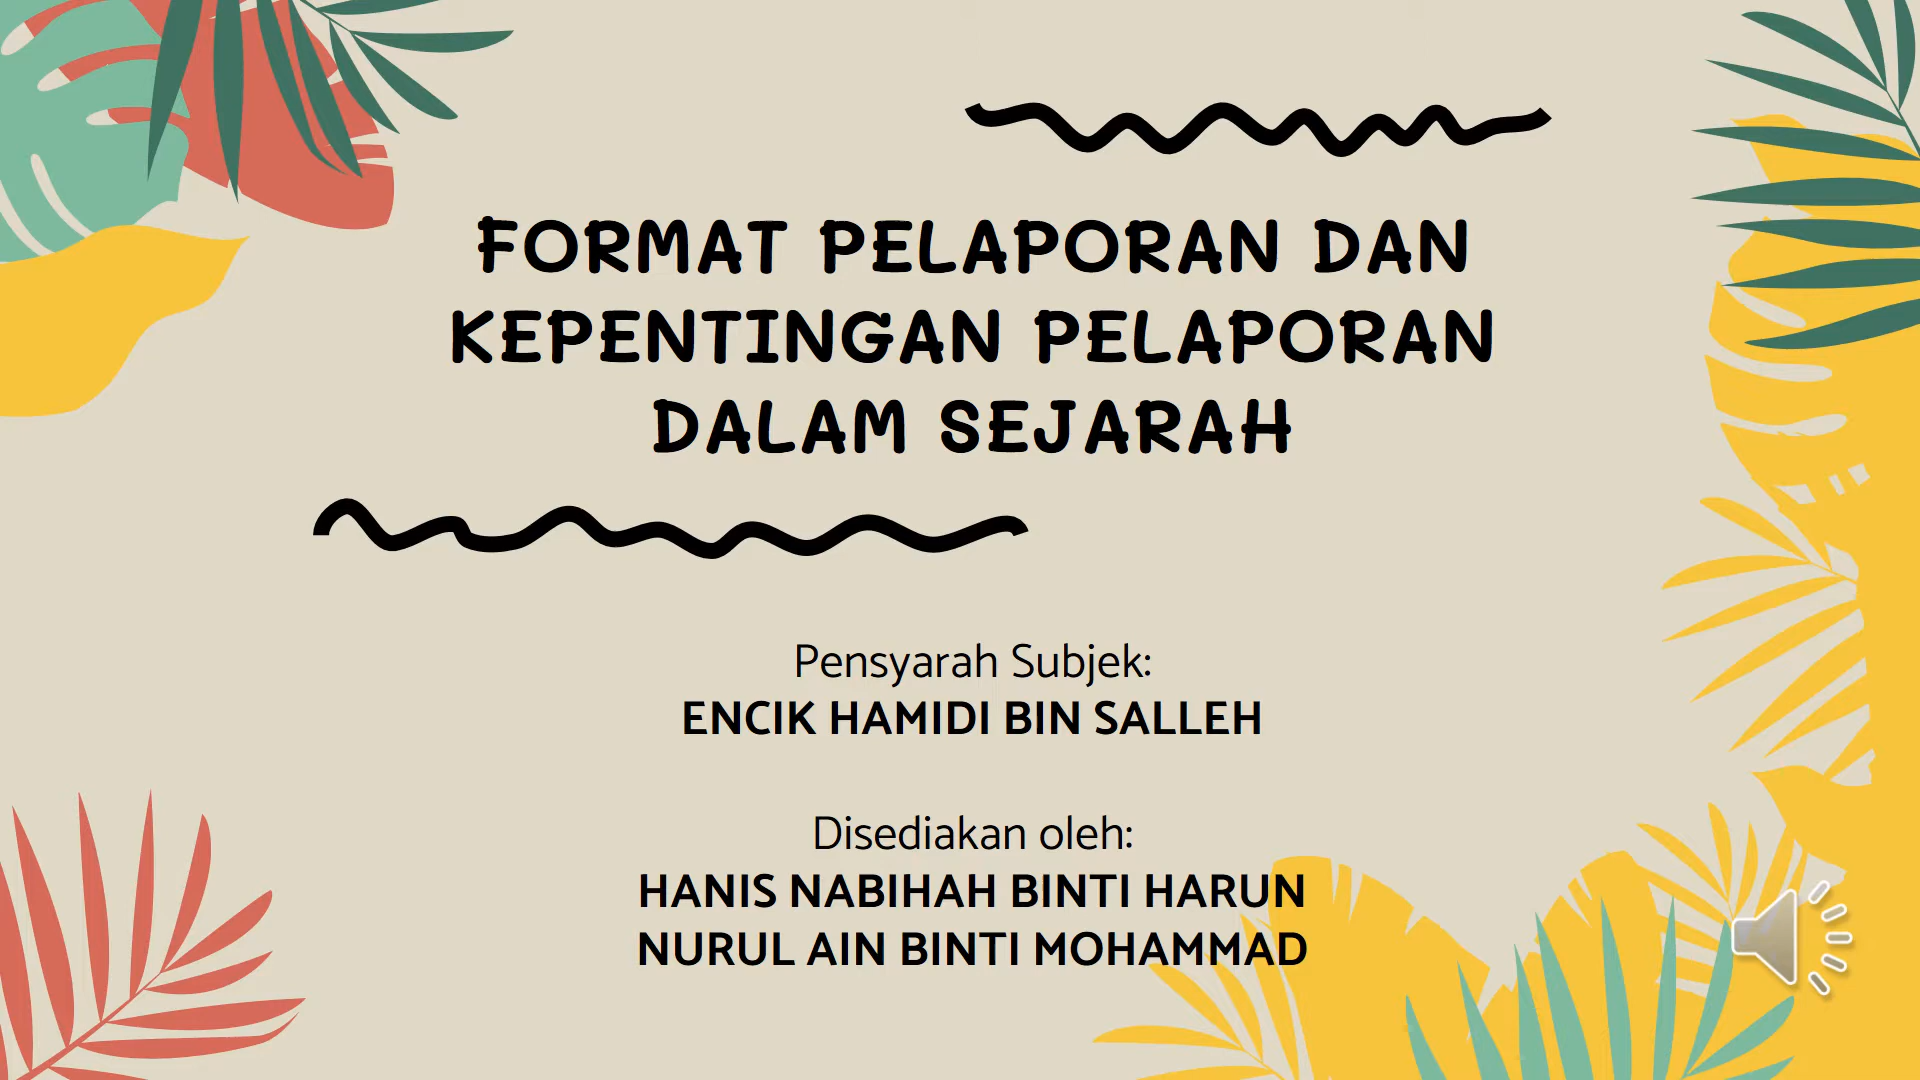 FORMAT PELAPORAN DAN
KEPENTINGAN PELAPORAN
DALAM SEJARAH
Pensyarah Subjek:
ENCIK HAMIDI BIN SALLEH
Disediakan oleh:
HANIS NABIHAH BINTI HARUN
NURUL AIN BINTI MOHAMMAD